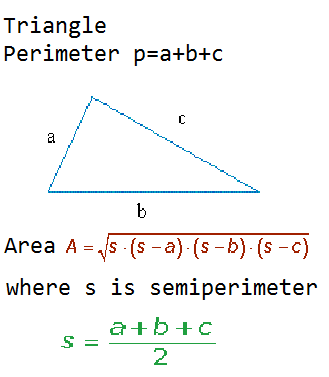 Triangle
Perimeter p=a+b+c
a
c
b
Area A = √s·(s−a)·(s−b)·(s−c)
where s is semiperimeter
s = a+b+c
2